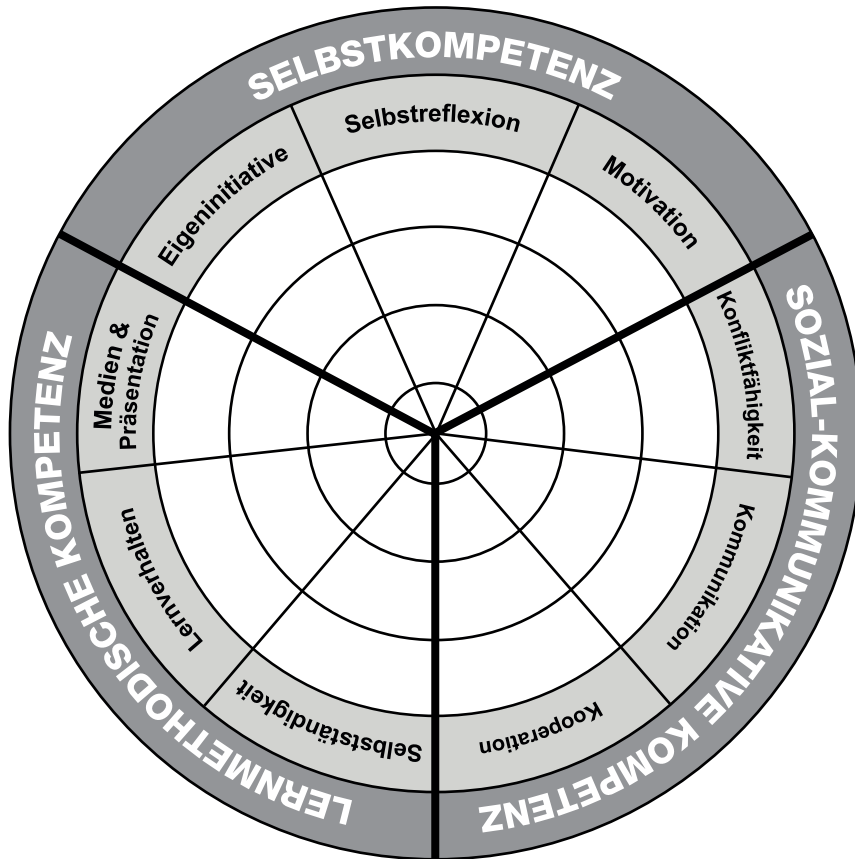 SELBSTKOMPETENZ
Eigeninitiative
Selbstreflexion
Motivation
SOZIAL-KOMMUNIKATIVE KOMPETENZ
Konfliktfähigkeit
Kommunikation
Kooperation
LERNMETHODISCHE KOMPETENZ
Selbstständigkeit
Lernverhalten
Medien &
Präsentation